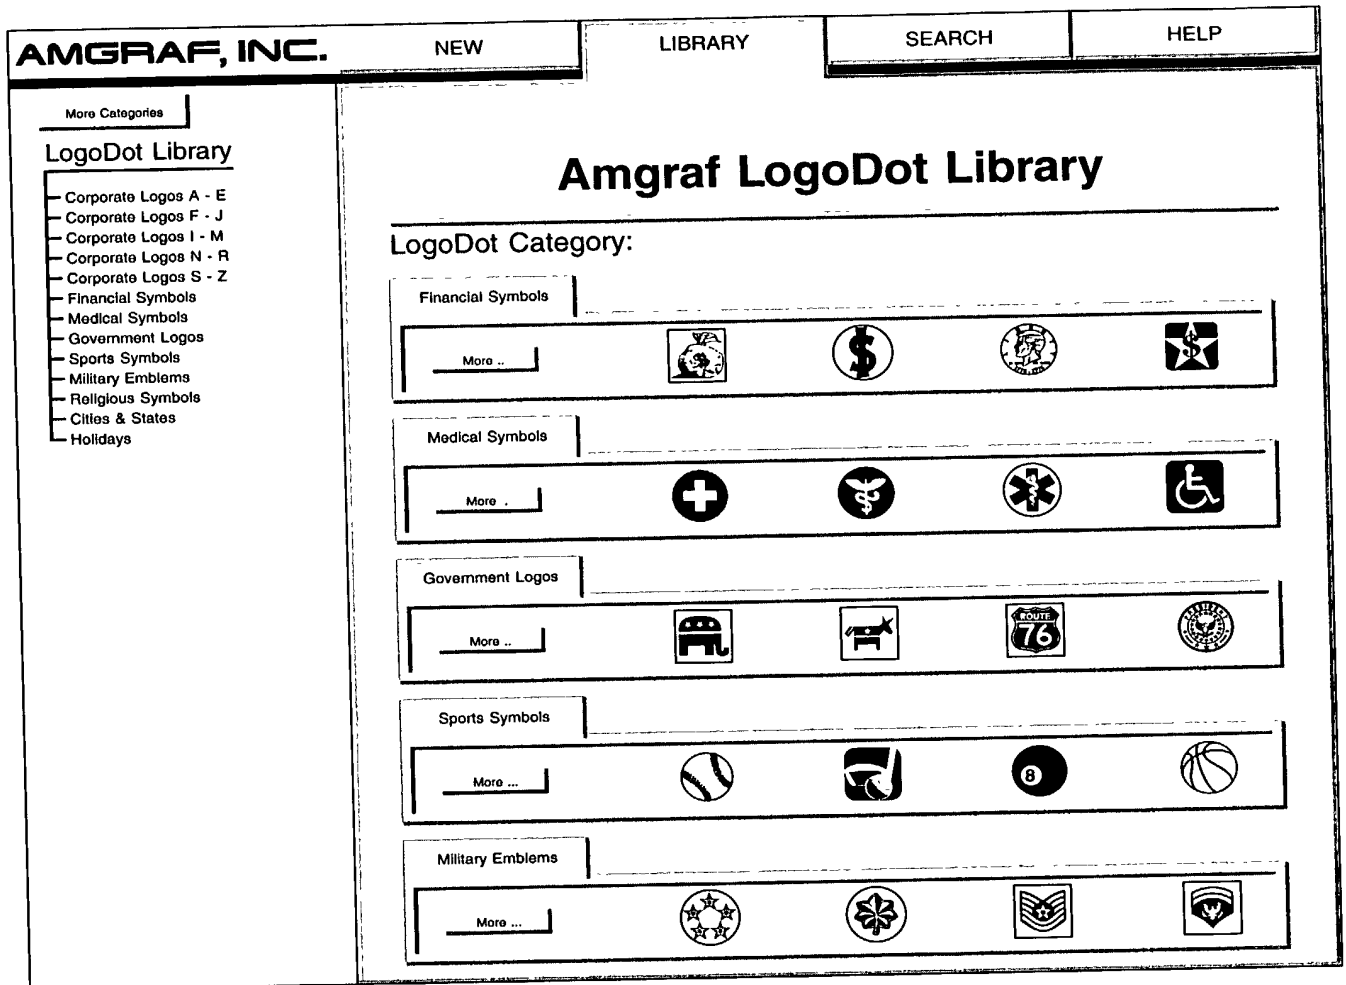 AMGRAF, INC.
NEW
LIBRARY
SEARCH
HELP
More Categories
LogoDot Library
Corporate Logos A - E
Corporate Logos F - J
Corporate Logos I - M
Corporate Logos N - R
Corporate Logos S - Z
Financial Symbols
Medical Symbols
Government Logos
Sports Symbols
Military Emblems
Religious Symbols
Cities & States
Holidays
Amgraf LogoDot Library
LogoDot Category:
Financial Symbols
More ..
$
$
Medical Symbols
More .
Government Logos
More ..
ROUTE
76
Sports Symbols
More ...
8
Military Emblems
More ...